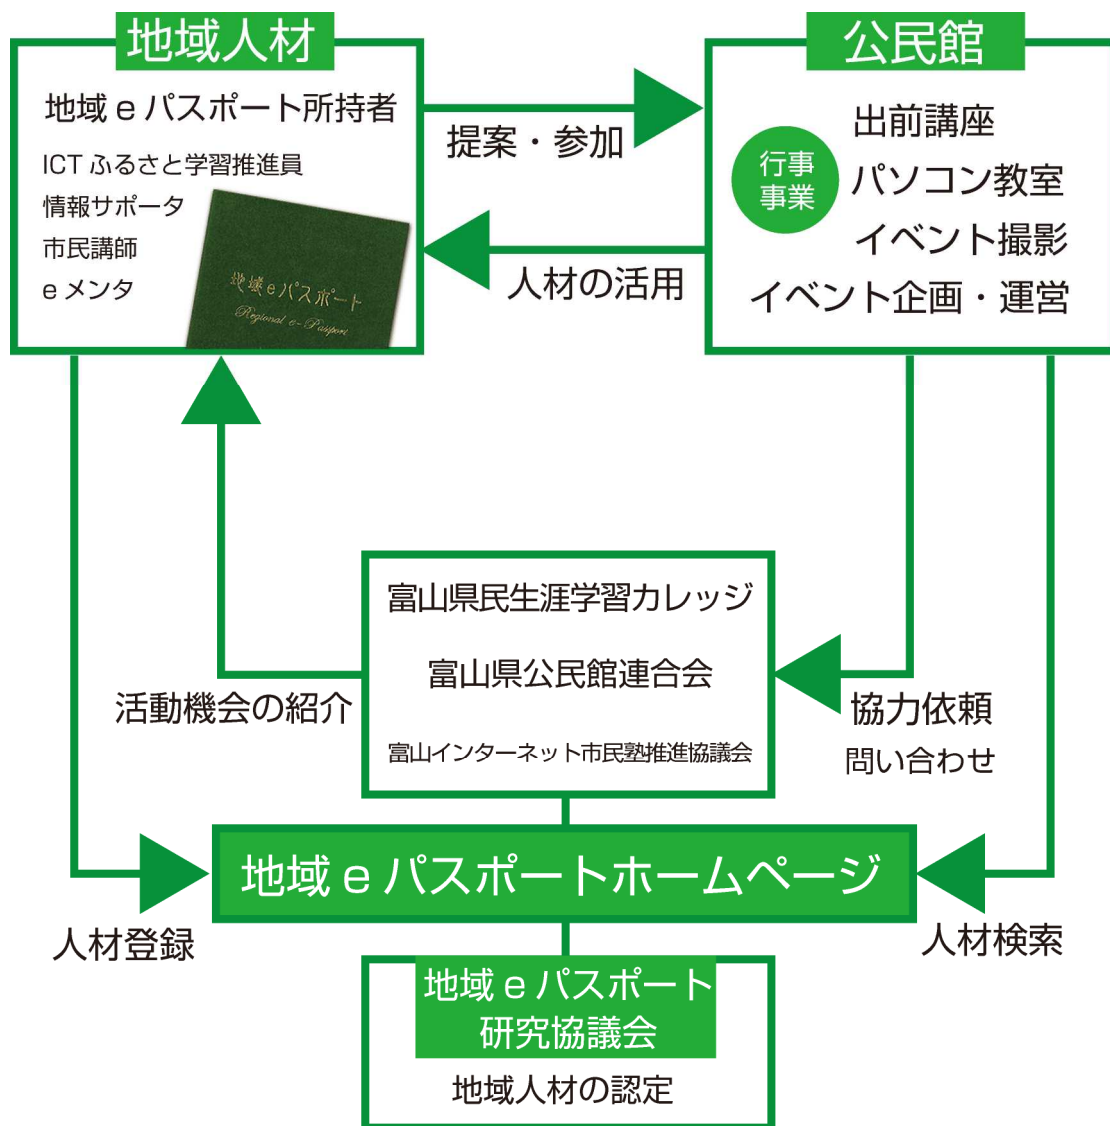 地域人材
地域 e パスポート所持者
ICT ふるさと学習推進員
情報サポータ
市民講師
e メンタ
地域eパスポート
Regional e-Passport
提案・参加
人材の活用
公民館
行事
事業
出前講座
パソコン教室
イベント撮影
イベント企画・運営
富山県民生涯学習カレッジ
富山県公民館連合会
富山インターネット市民塾推進協議会
活動機会の紹介
協力依頼
問い合わせ
地域 e パスポートホームページ
人材登録
人材検索
地域 e パスポート
研究協議会
地域人材の認定